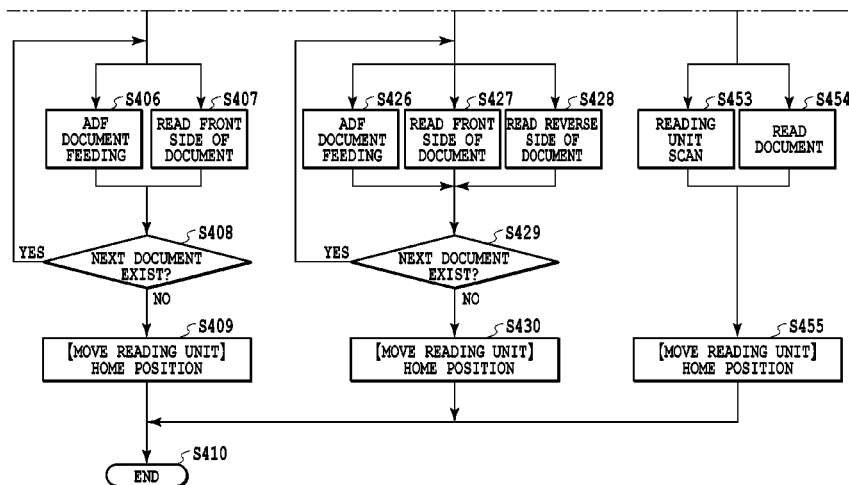 S406
S407
S426
S427
S428
S453
S454
ADF
DOCUMENT
FEEDING
READ FRONT
SIDE OF
DOCUMENT
ADF
DOCUMENT
FEEDING
READ FRONT
SIDE OF
DOCUMENT
READ REVERSE
SIDE OF
DOCUMENT
READING
UNIT
SCAN
READ
DOCUMENT
S408
YES
NEXT DOCUMENT
EXIST?
NO
S429
YES
NEXT DOCUMENT
EXIST?
NO
S409
[MOVE READING UNIT]
HOME POSITION
S430
[MOVE READING UNIT]
HOME POSITION
S455
[MOVE READING UNIT]
HOME POSITION
S410
END